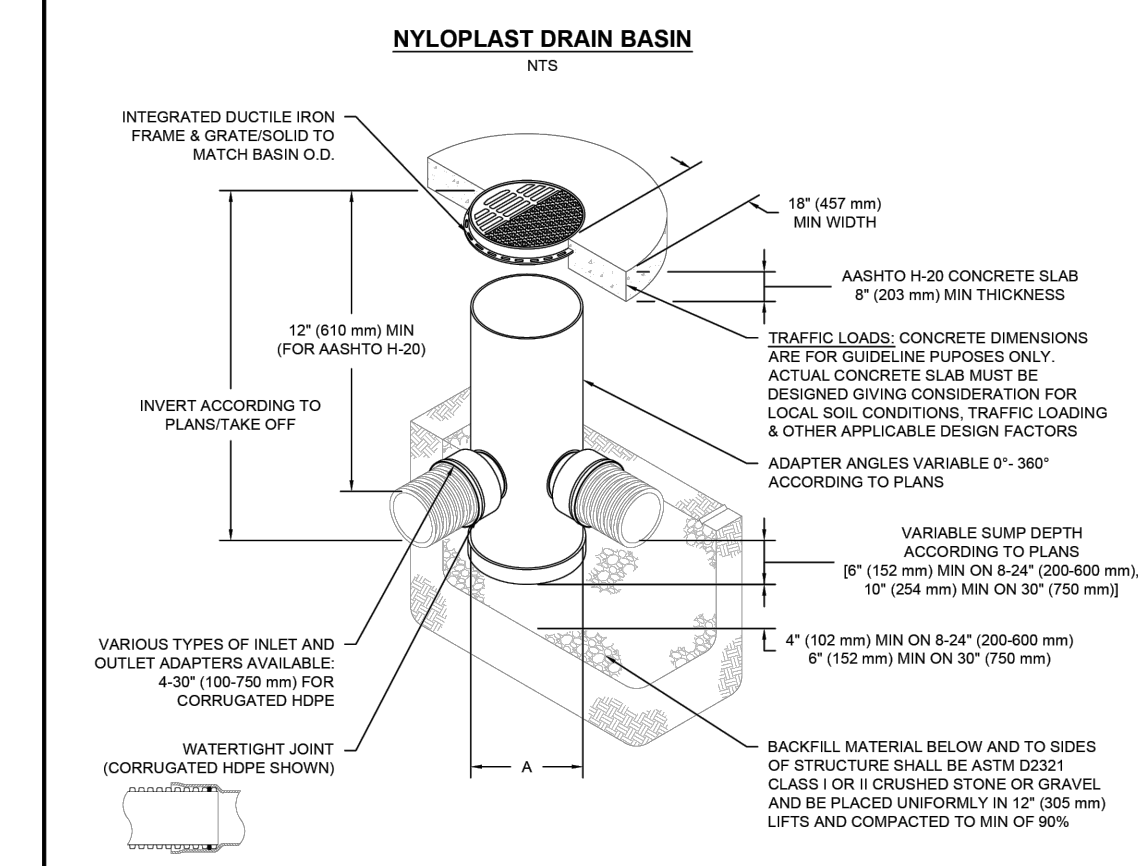 NYLOPLAST DRAIN BASIN
NTS
INTEGRATED DUCTILE IRON
FRAME & GRATE/SOLID TO
MATCH BASIN O.D.
18" (457 mm)
MIN WIDTH
AASHTO H-20 CONCRETE SLAB
8" (203 mm) MIN THICKNESS
12" (610 mm) MIN
(FOR AASHTO H-20)
TRAFFIC LOADS: CONCRETE DIMENSIONS
ARE FOR GUIDELINE PUPOSES ONLY.
ACTUAL CONCRETE SLAB MUST BE
DESIGNED GIVING CONSIDERATION FOR
LOCAL SOIL CONDITIONS, TRAFFIC LOADING
& OTHER APPLICABLE DESIGN FACTORS
INVERT ACCORDING TO
PLANS/TAKE OFF
ADAPTER ANGLES VARIABLE 0°- 360°
ACCORDING TO PLANS
VARIABLE SUMP DEPTH
ACCORDING TO PLANS
[6" (152 mm) MIN ON 8-24" (200-600 mm),
10" (254 mm) MIN ON 30" (750 mm)]
4" (102 mm) MIN ON 8-24" (200-600 mm)
6" (152 mm) MIN ON 30" (750 mm)
VARIOUS TYPES OF INLET AND
OUTLET ADAPTERS AVAILABLE:
4-30" (100-750 mm) FOR
CORRUGATED HDPE
WATERTIGHT JOINT
(CORRUGATED HDPE SHOWN)
A
BACKFILL MATERIAL BELOW AND TO SIDES
OF STRUCTURE SHALL BE ASTM D2321
CLASS I OR II CRUSHED STONE OR GRAVEL
AND BE PLACED UNIFORMLY IN 12" (305 mm)
LIFTS AND COMPACTED TO MIN OF 90%